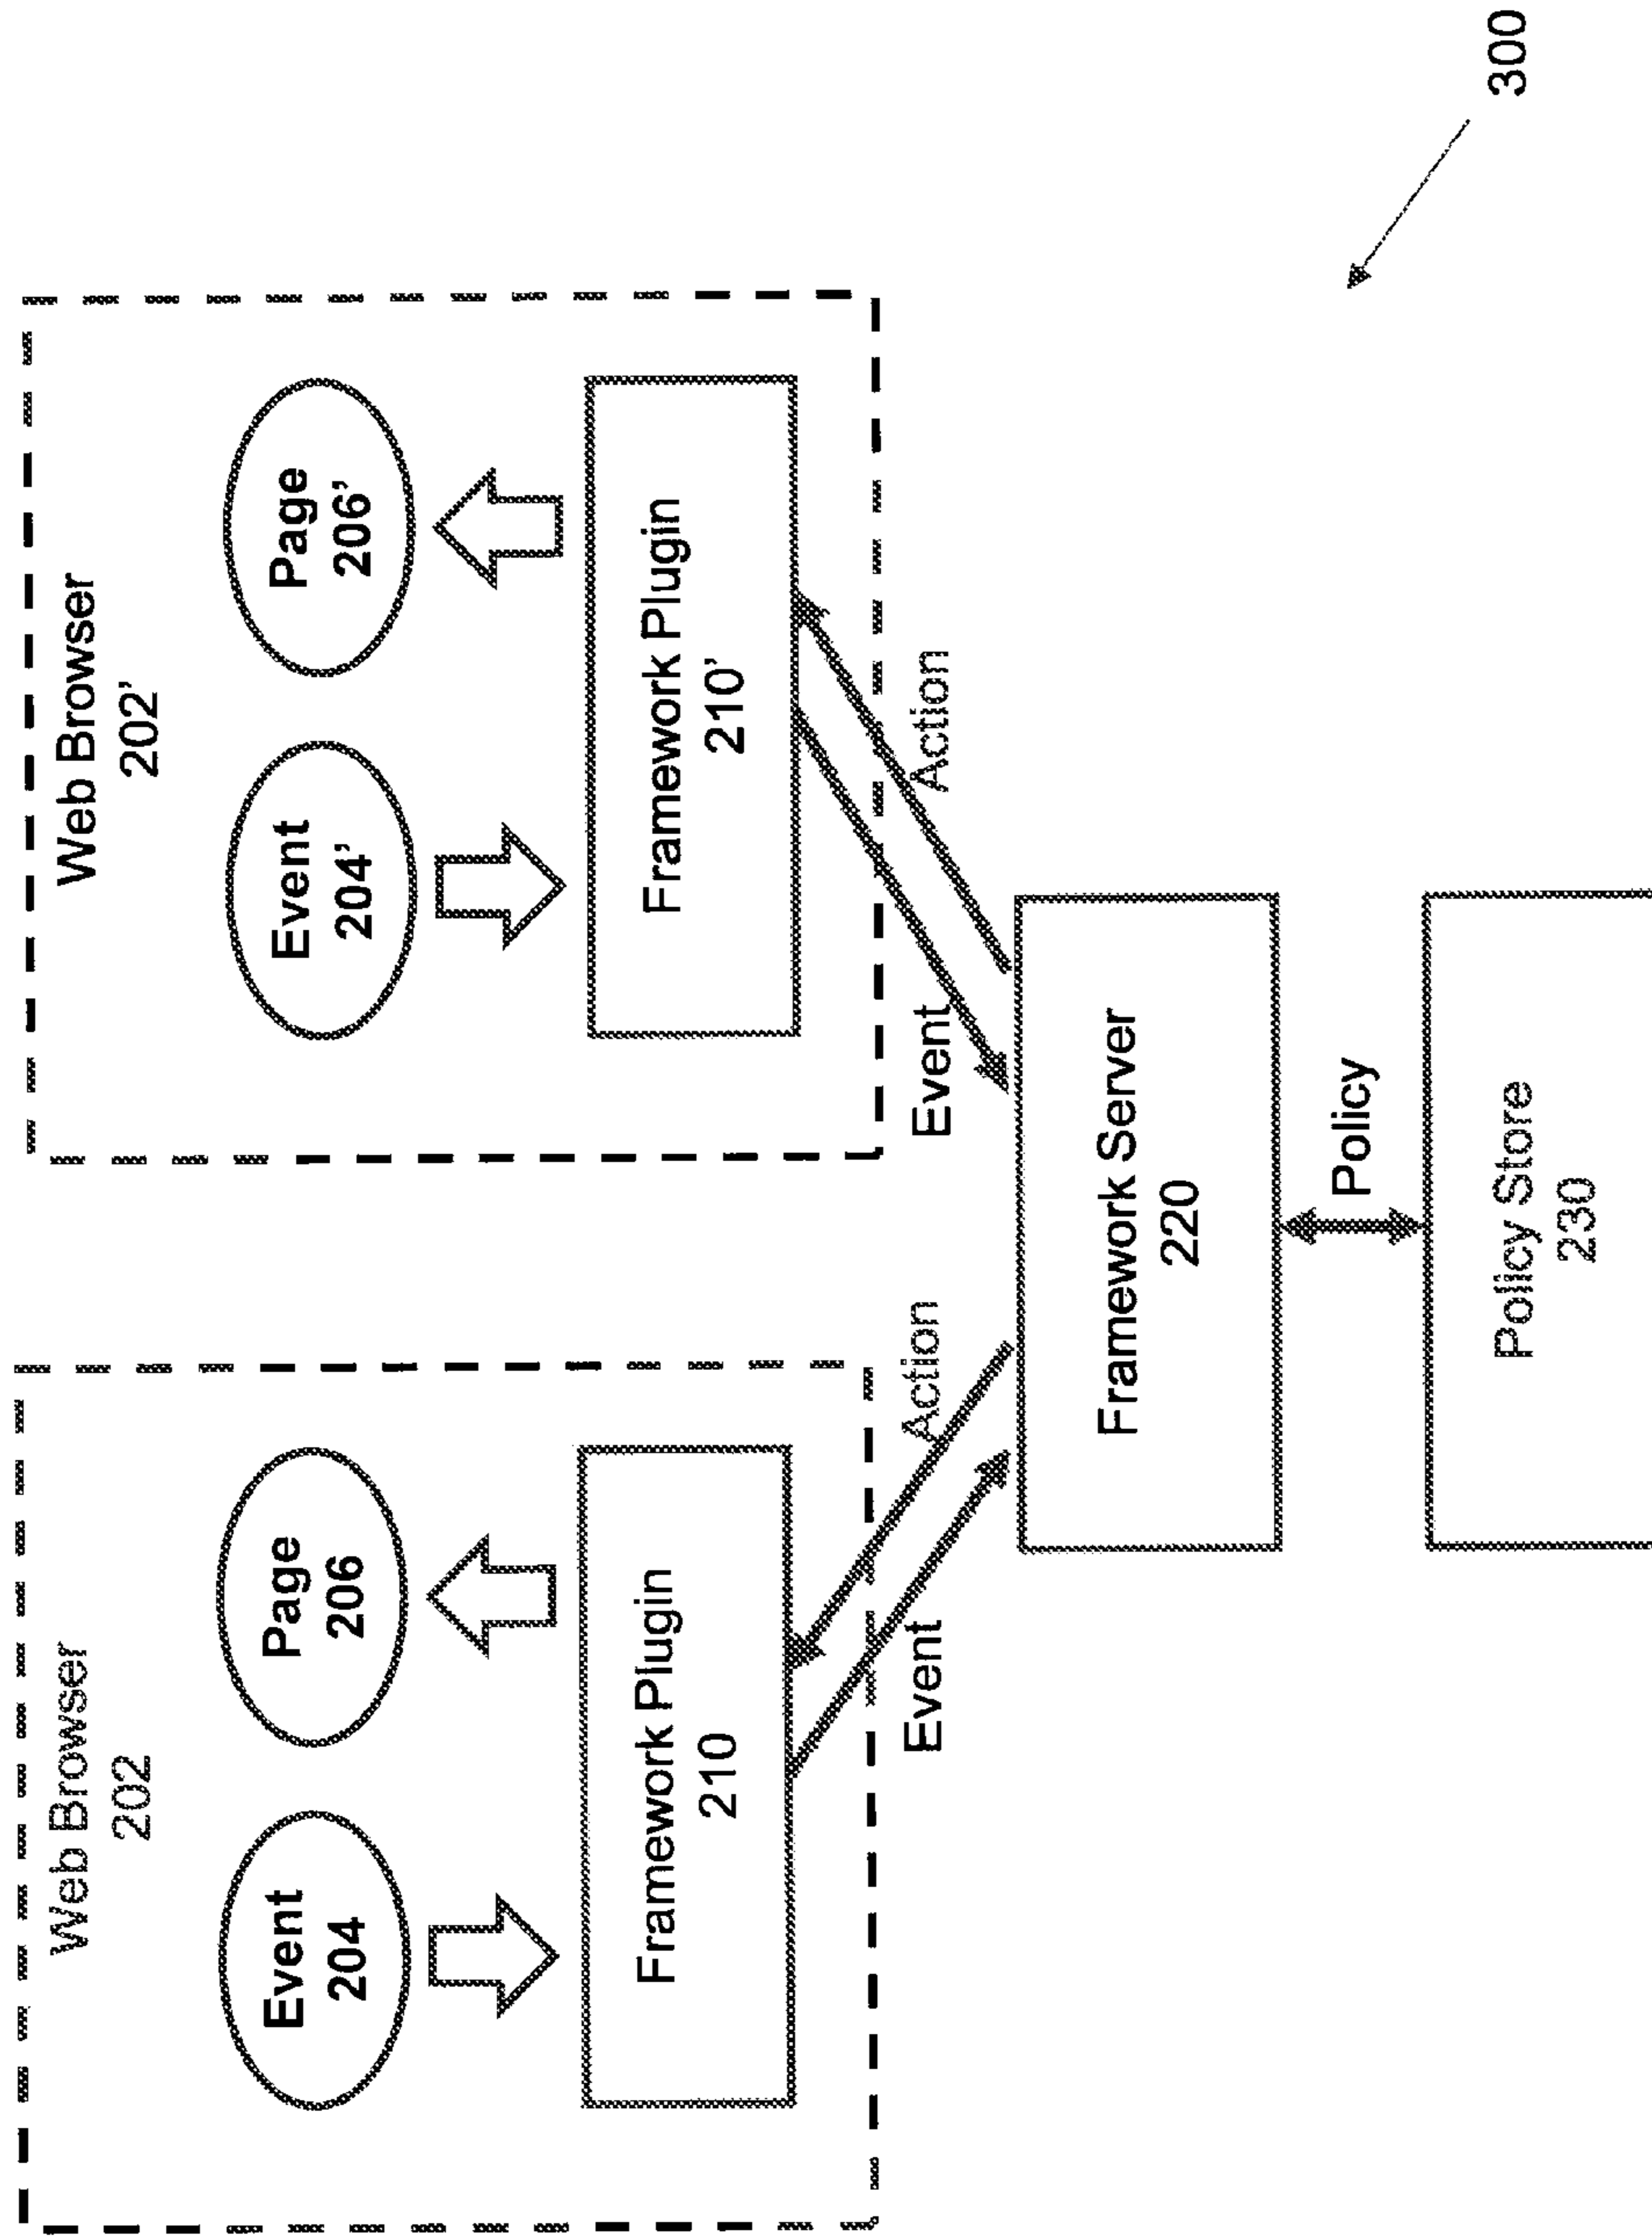 Web Browser
202
Event
204
Page
206
Framework Plugin
210
Web Browser
202'
Event
204'
Page
206'
Framework Plugin
210'
Event
Action
Event
Action
Framework Server
220
Policy
Policy Store
230
300